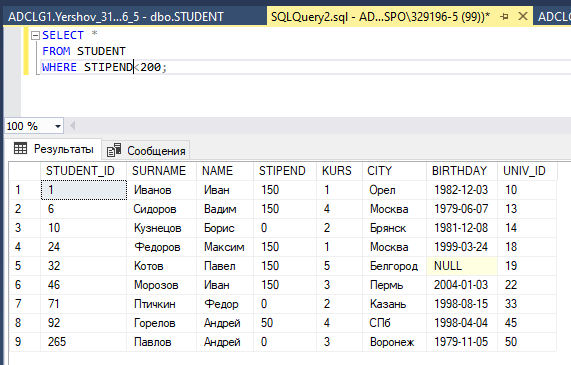 ADCLG1.Yershov_31...6_5 - dbo.STUDENT SQLQuery2.sql - AD...SPO\329196-5 (99))* ADCLG
SELECT *
FROM STUDENT
WHERE STIPEND<200;
100 %
Результаты Сообщения
STUDENT_ID SURNAME NAME STIPEND KURS CITY BIRTHDAY UNIV_ID
1 1 Иванов Иван 150 1 Орел 1982-12-03 10
2 6 Сидоров Вадим 150 4 Москва 1979-06-07 13
3 10 Кузнецов Борис 0 2 Брянск 1981-12-08 14
4 24 Федоров Максим 150 1 Москва 1999-03-24 18
5 32 Котов Павел 150 5 Белгород NULL 19
6 46 Морозов Иван 150 3 Пермь 2004-01-03 22
7 71 Птичкин Федор 0 2 Казань 1998-08-15 33
8 92 Горелов Андрей 50 4 СПб 1998-04-04 45
9 265 Павлов Андрей 0 3 Воронеж 1979-11-05 50